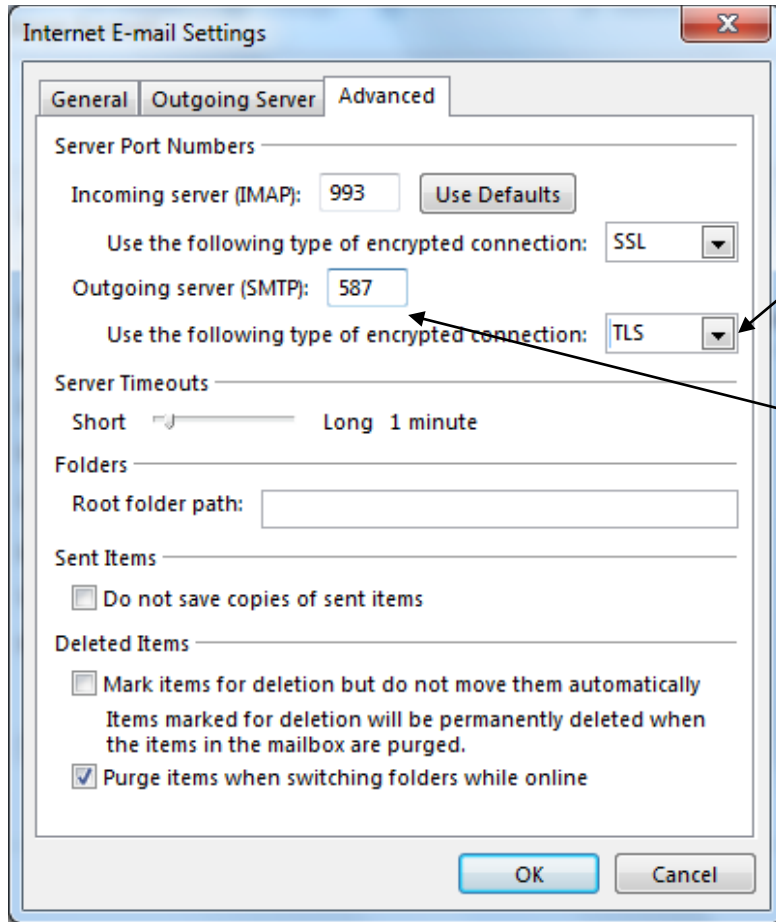 Internet E-mail Settings
General Outgoing Server Advanced
Server Port Numbers
Incoming server (IMAP): 993 Use Defaults
Use the following type of encrypted connection: SSL
Outgoing server (SMTP): 587
Use the following type of encrypted connection: TLS
Server Timeouts
Short Long 1 minute
Folders
Root folder path:
Sent Items
Do not save copies of sent items
Deleted Items
Mark items for deletion but do not move them automatically
Items marked for deletion will be permanently deleted when
the items in the mailbox are purged.
Purge items when switching folders while online
OK Cancel